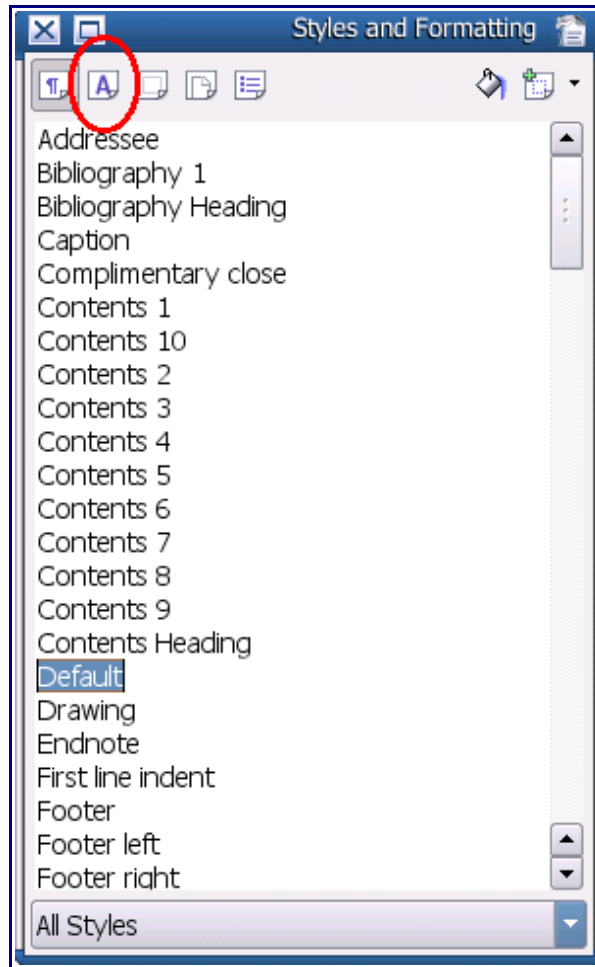 Styles and Formatting
¶ A
Addressee
Bibliography 1
Bibliography Heading
Caption
Complimentary close
Contents 1
Contents 10
Contents 2
Contents 3
Contents 4
Contents 5
Contents 6
Contents 7
Contents 8
Contents 9
Contents Heading
Default
Drawing
Endnote
First line indent
Footer
Footer left
Footer right
All Styles